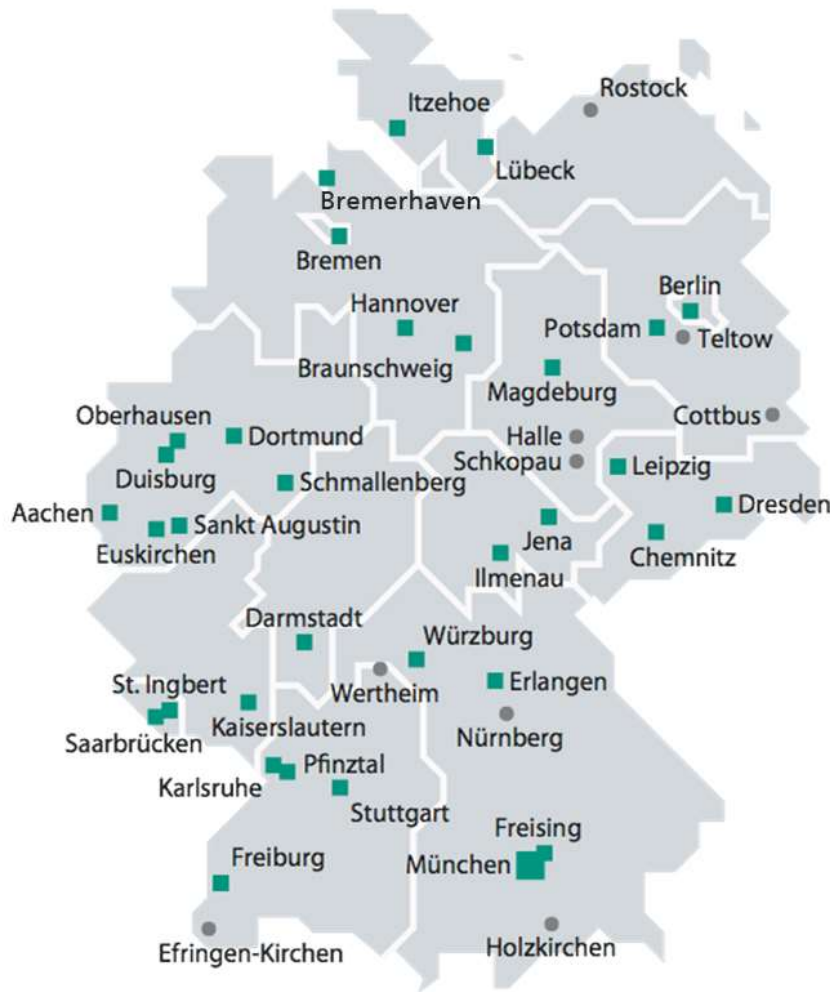 Rostock
Itzehoe
Lübeck
Bremerhaven
Bremen
Berlin
Hannover
Potsdam
Teltow
Braunschweig
Magdeburg
Oberhausen
Dortmund
Halle
Cottbus
Schkopau
Leipzig
Duisburg
Schmallenberg
Aachen
Sankt Augustin
Dresden
Euskirchen
Jena
Chemnitz
Ilmenau
Darmstadt
Würzburg
St. Ingbert
Wertheim
Erlangen
Kaiserslautern
Nürnberg
Saarbrücken
Pfinztal
Karlsruhe
Stuttgart
Freising
Freiburg
München
Efringen-Kirchen
Holzkirchen